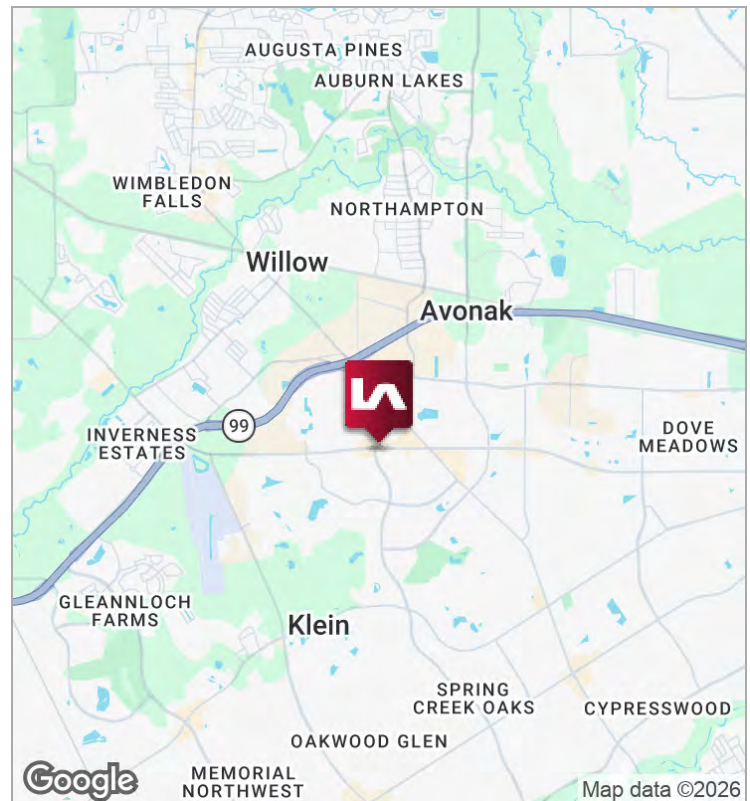 AUGUSTA PINES
AUBURN LAKES
WIMBLEDON
FALLS
NORTHAMPTON
Willow
Avonak
99
INVERNESS
ESTATES
DOVE
MEADOWS
GLEANNLOCH
FARMS
Klein
SPRING
CREEK OAKS
CYPRESSWOOD
OAKWOOD GLEN
MEMORIAL
NORTHWEST
Google
Map data ©2026